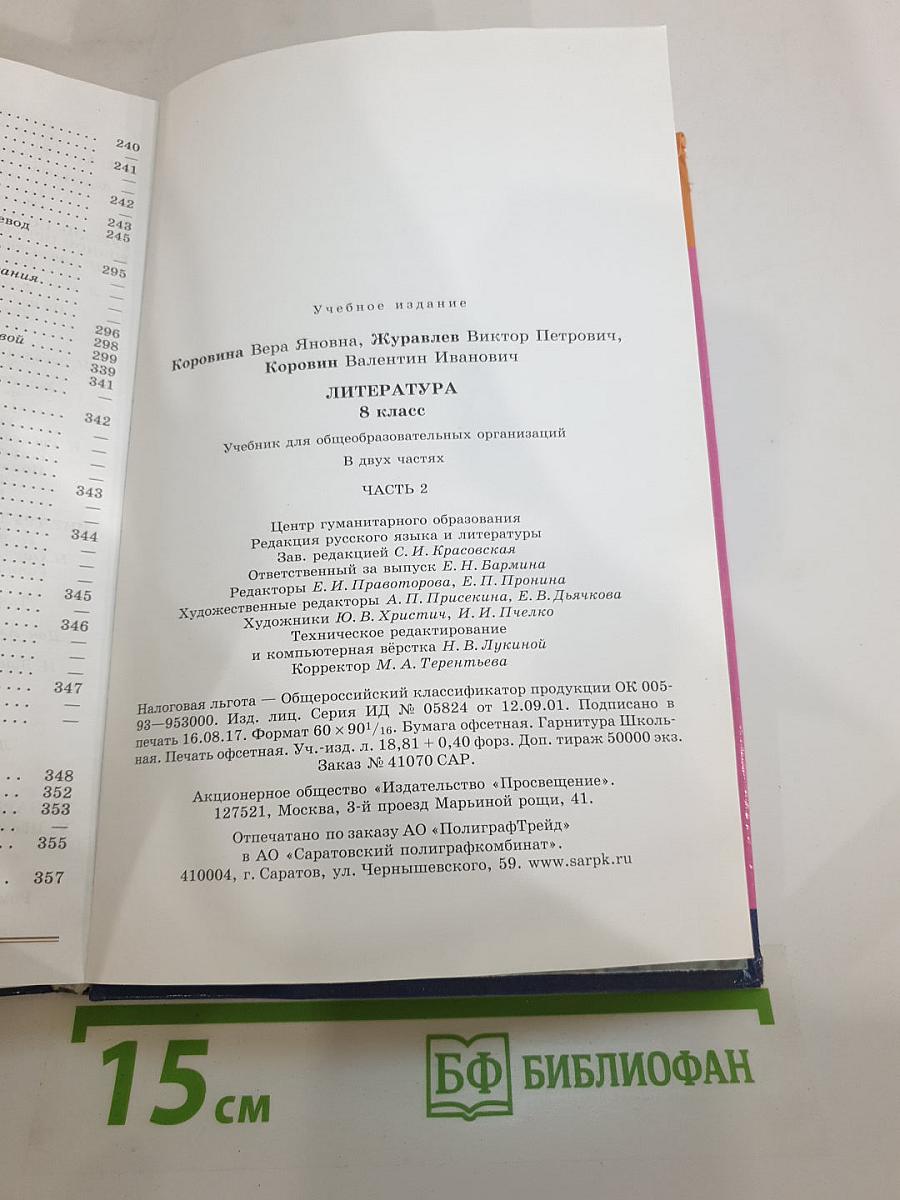 240
—
241
—
—
242
—
243
евод
245
—
295
ания
—
—
—
296
вой
298
299
339
341
—
342
—
—
—
343
—
—
344
—
—
—
345
—
346
—
—
—
347
—
—
348
352
353
—
355
357
Учебное издание
Коровина Вера Яновна, Журавлев Виктор Петрович,
Коровин Валентин Иванович
ЛИТЕРАТУРА
8 класс
Учебник для общеобразовательных организаций
В двух частях
ЧАСТЬ 2
Центр гуманитарного образования
Редакция русского языка и литературы
Зав. редакцией С. И. Красовская
Ответственный за выпуск Е. Н. Бармина
Редакторы Е. И. Правоторова, Е. П. Пронина
Художественные редакторы А. П. Присекина, Е. В. Дьячкова
Художники Ю. В. Христич, И. И. Пчелко
Техническое редактирование
и компьютерная вёрстка Н. В. Лукиной
Корректор М. А. Терентьева
Налоговая льгота — Общероссийский классификатор продукции ОК 005-
93—953000. Изд. лиц. Серия ИД № 05824 от 12.09.01. Подписано в
печать 16.08.17. Формат 60 × 90 1/16. Бумага офсетная. Гарнитура Школь-
ная. Печать офсетная. Уч.-изд. л. 18,81 + 0,40 форз. Доп. тираж 50000 экз.
Заказ № 41070 САР.
Акционерное общество «Издательство «Просвещение».
127521, Москва, 3-й проезд Марьиной рощи, 41.
Отпечатано по заказу АО «ПолиграфТрейд»
в АО «Саратовский полиграфкомбинат».
410004, г. Саратов, ул. Чернышевского, 59. www.sarpk.ru
15 см
БФ БИБЛИОФАН